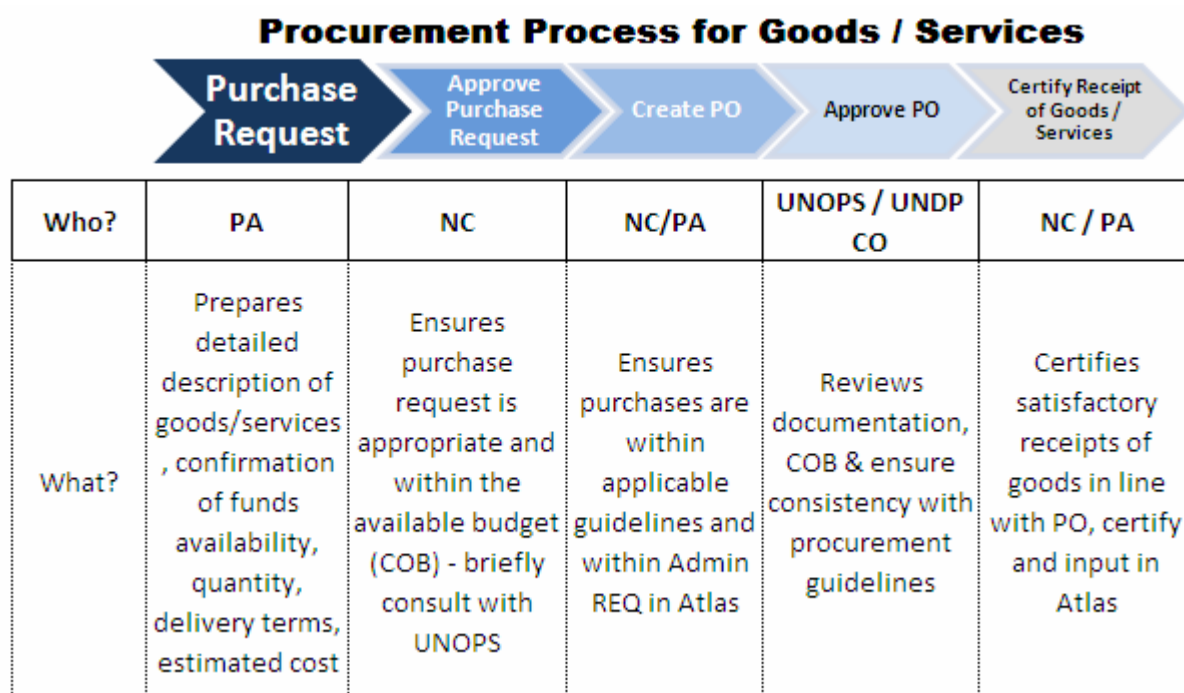 Procurement Process for Goods / Services
Purchase
Request
Approve
Purchase
Request
Create PO
Approve PO
Certify Receipt
of Goods /
Services
Who?
PA
NC
NC/PA
UNOPS / UNDP
CO
NC / PA
What?
Prepares
detailed
description of
goods/services
, confirmation
of funds
availability,
quantity,
delivery terms,
estimated cost
Ensures
purchase
request is
appropriate and
within the
available budget
(COB) - briefly
consult with
UNOPS
Ensures
purchases are
within
applicable
guidelines and
within Admin
REQ in Atlas
Reviews
documentation,
COB & ensure
consistency with
procurement
guidelines
Certifies
satisfactory
receipts of
goods in line
with PO, certify
and input in
Atlas